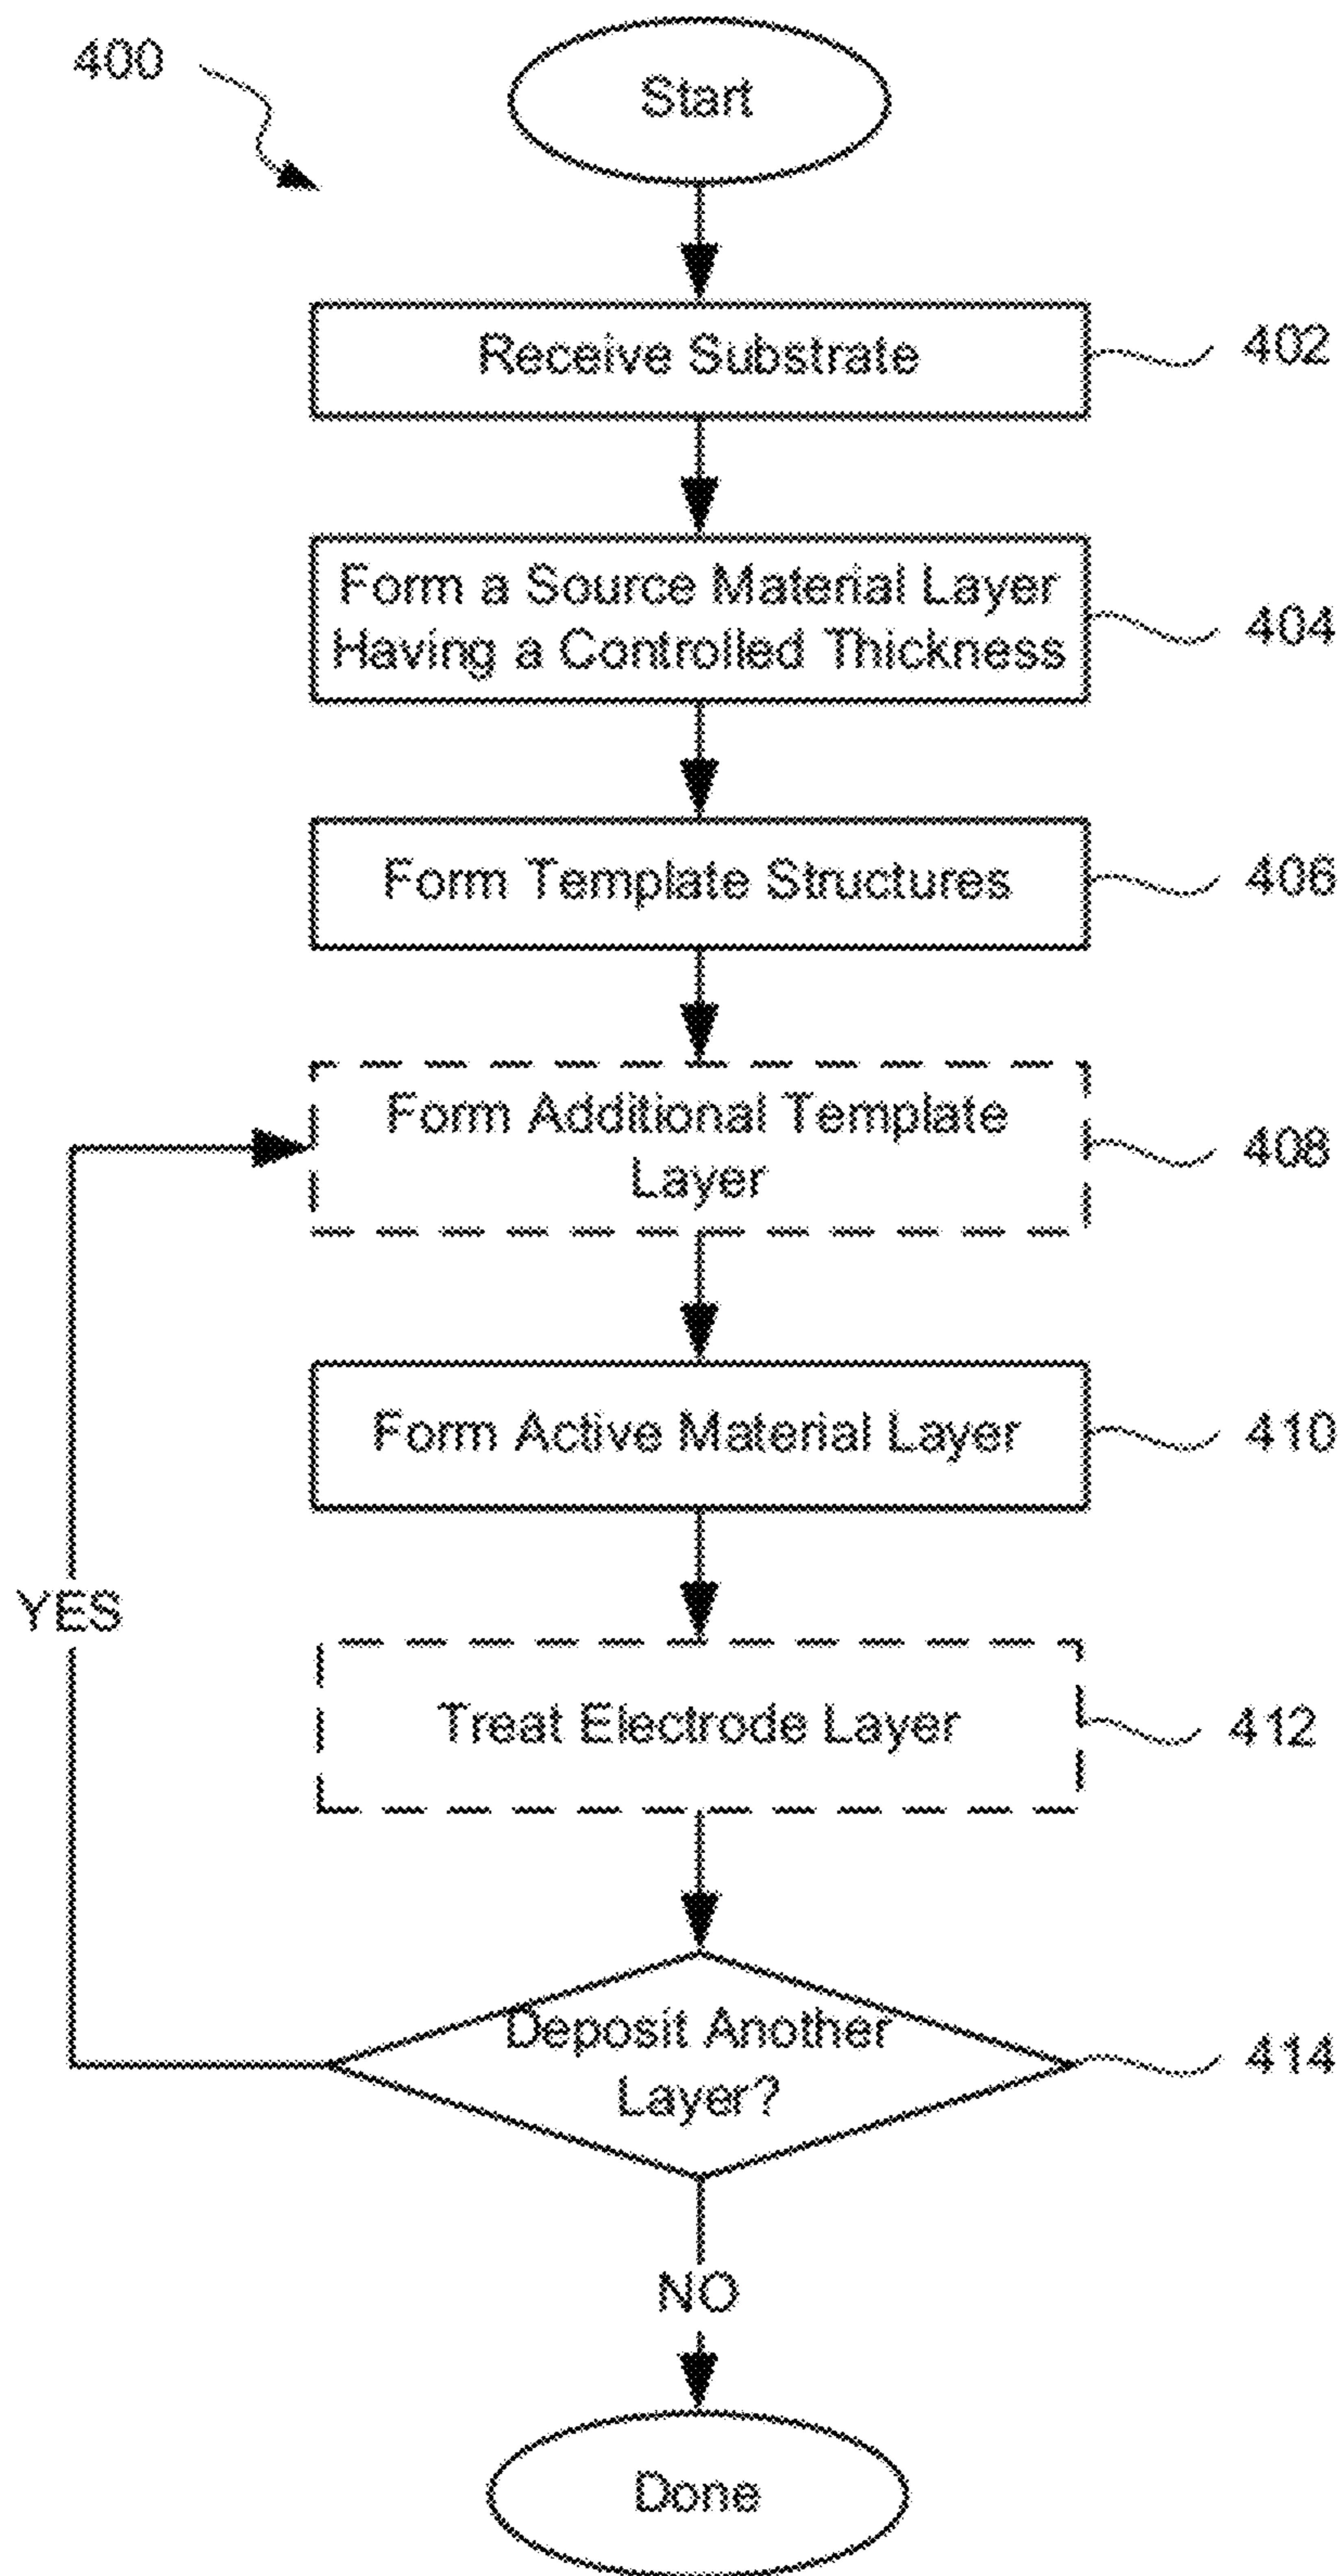 400
Start
Receive Substrate
402
Form a Source Material Layer
Having a Controlled Thickness
404
Form Template Structures
406
Form Additional Template
Layer
408
Form Active Material Layer
410
YES
Treat Electrode Layer
412
Deposit Another
Layer?
414
NO
Done